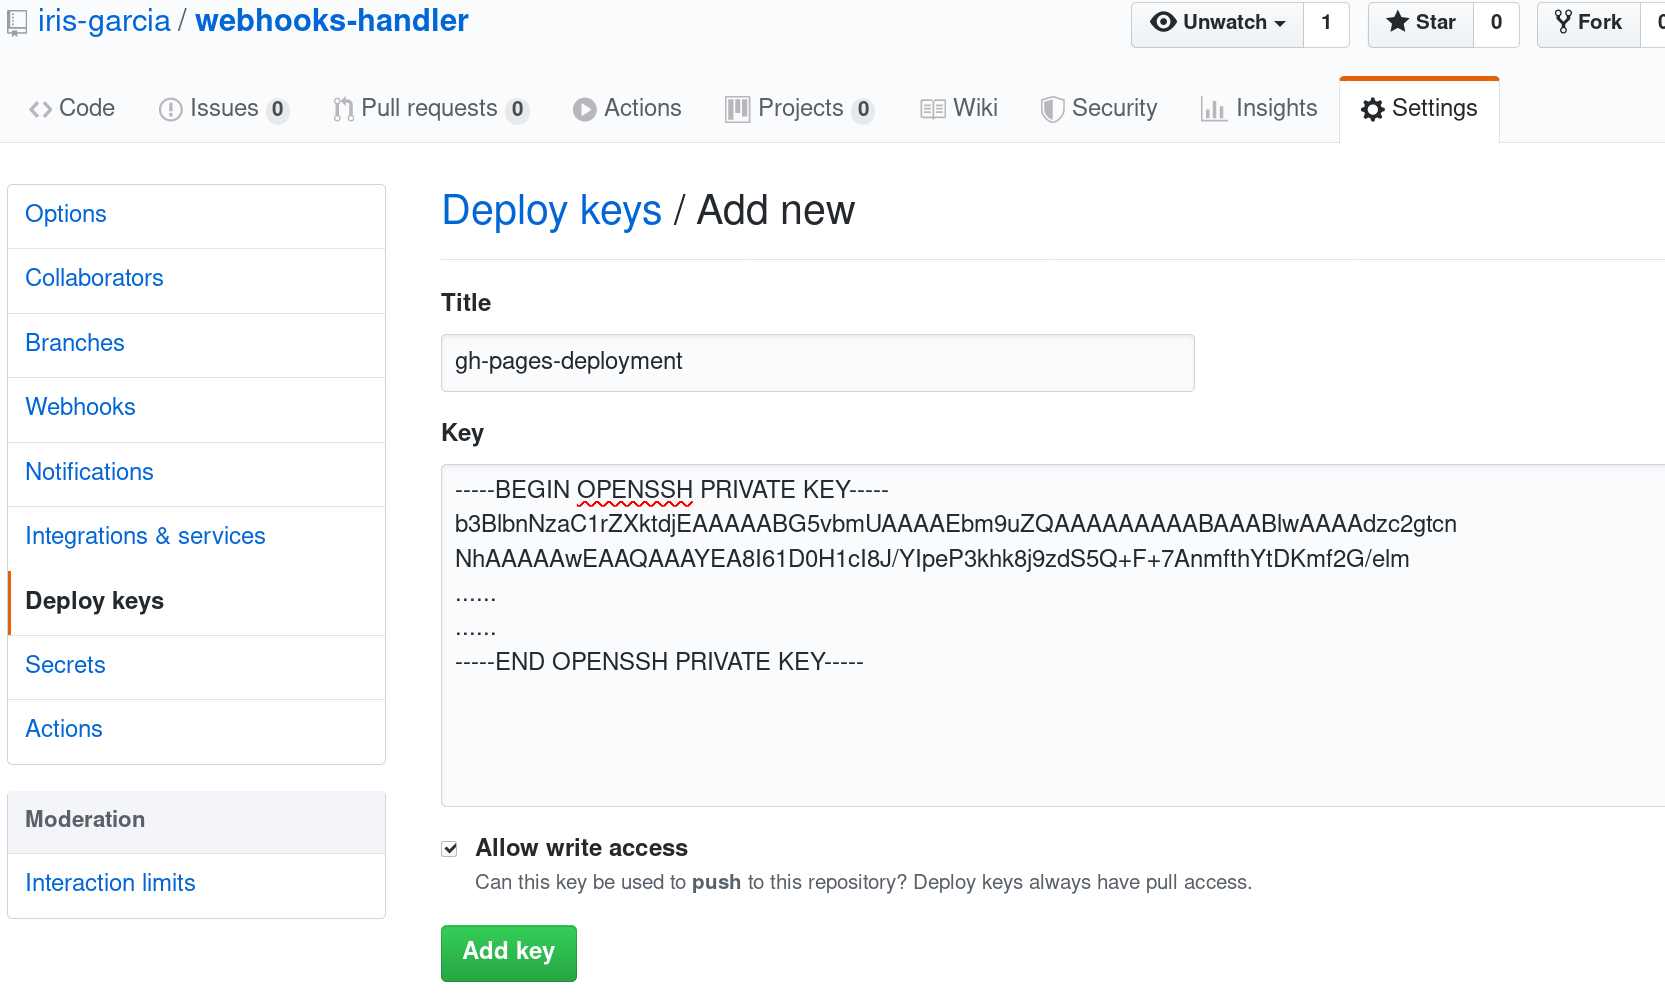 iris-garcia / webhooks-handler
Unwatch 1 Star 0 Fork
Code Issues 0 Pull requests 0 Actions Projects 0 Wiki Security Insights Settings
Options
Collaborators
Branches
Webhooks
Notifications
Integrations & services
Deploy keys
Secrets
Actions
Moderation
Interaction limits
Deploy keys / Add new
Title
gh-pages-deployment
Key
-----BEGIN OPENSSH PRIVATE KEY-----
b3BlbnNzaC1rZXktdjEAAAAABG5vbmUAAAAEbm9uZQAAAAAAAAABAAABlwAAAAdzc2gtcn
NhAAAAAwEAAQAAAYEA8I61D0H1cI8J/YIpeP3khk8j9zdS5Q+F+7AnmfthYtDKmf2G/elm
......
......
-----END OPENSSH PRIVATE KEY-----
Allow write access
Can this key be used to push to this repository? Deploy keys always have pull access.
Add key